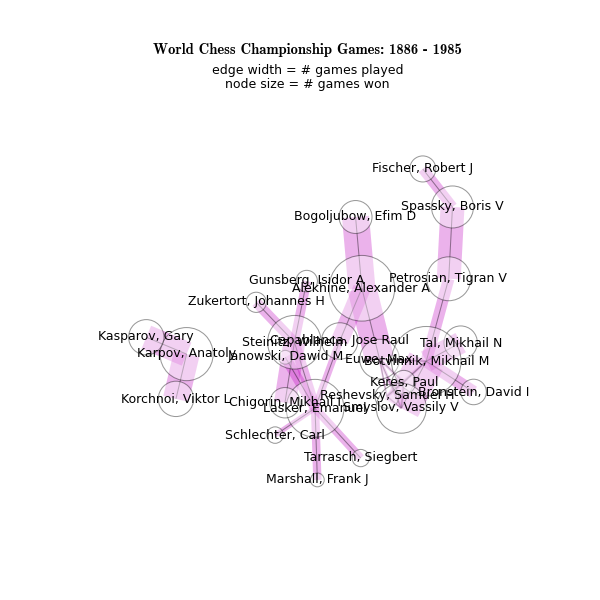 World Chess Championship Games: 1886 - 1985
edge width = # games played
node size = # games won
Fischer, Robert J
Spassky, Boris V
Bogoljubow, Efim D
Petrosian, Tigran V
Gunsberg, Isidor A
Alekhine, Alexander A
Zukertort, Johannes H
Kasparov, Gary
Steinitz, Wilhelm
Capablanca, Jose Raul
Tal, Mikhail N
Karpov, Anatoly
Janowski, Dawid M
Euwe, Max
Botvinnik, Mikhail M
Keres, Paul
Bronstein, David I
Reshevsky, Samuel H
Korchnoi, Viktor L
Chigorin, Mikhail I
Lasker, Emanuel
Smyslov, Vassily V
Schlechter, Carl
Tarrasch, Siegbert
Marshall, Frank J